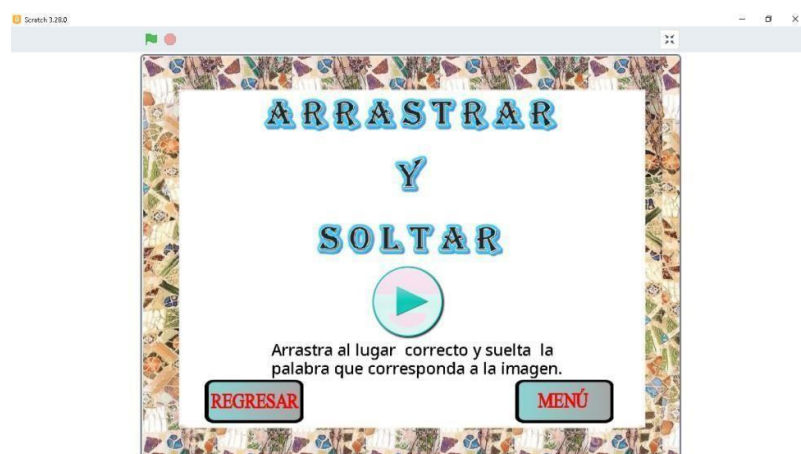 Scratch 3.28.0
ARRASTRAR
Y
SOLTAR
Arrastra al lugar correcto y suelta la
palabra que corresponda a la imagen.
REGRESAR
MENÚ